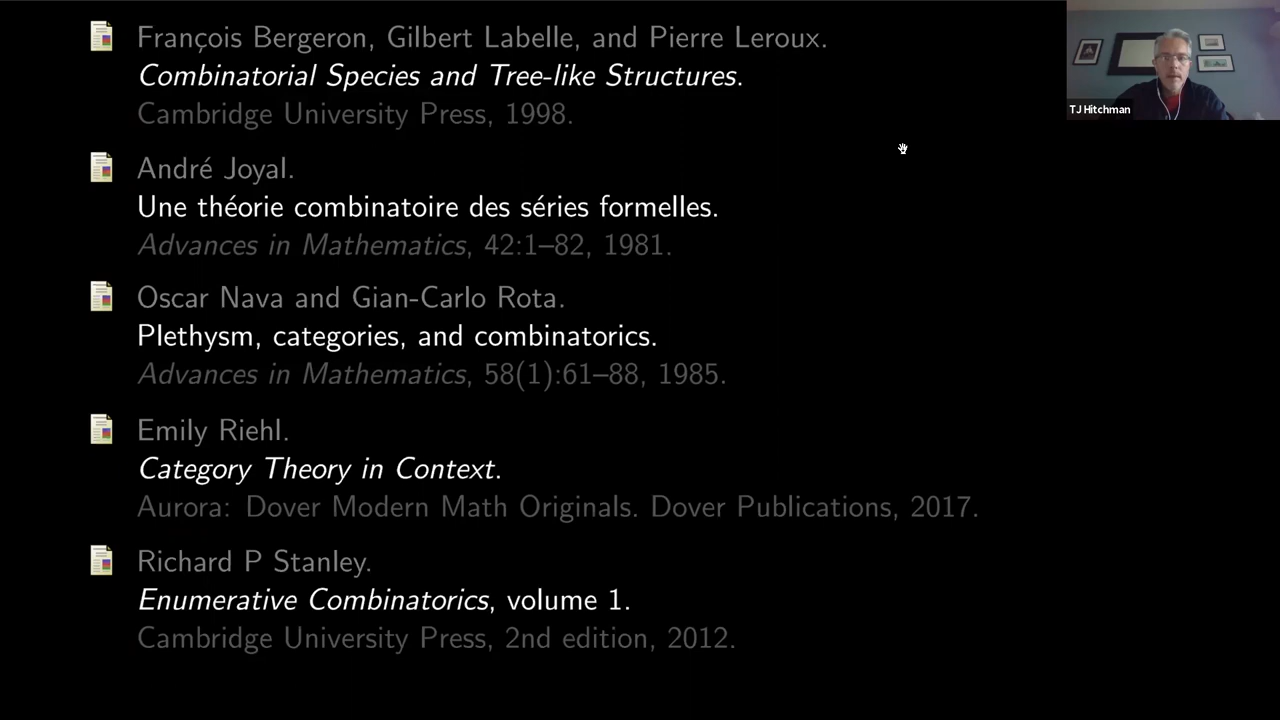 François Bergeron, Gilbert Labelle, and Pierre Leroux.
Combinatorial Species and Tree-like Structures.
Cambridge University Press, 1998.
TJ Hitchman
André Joyal.
Une théorie combinatoire des séries formelles.
Advances in Mathematics, 42:1–82, 1981.
Oscar Nava and Gian-Carlo Rota.
Plethysm, categories, and combinatorics.
Advances in Mathematics, 58(1):61–88, 1985.
Emily Riehl.
Category Theory in Context.
Aurora: Dover Modern Math Originals. Dover Publications, 2017.
Richard P Stanley.
Enumerative Combinatorics, volume 1.
Cambridge University Press, 2nd edition, 2012.